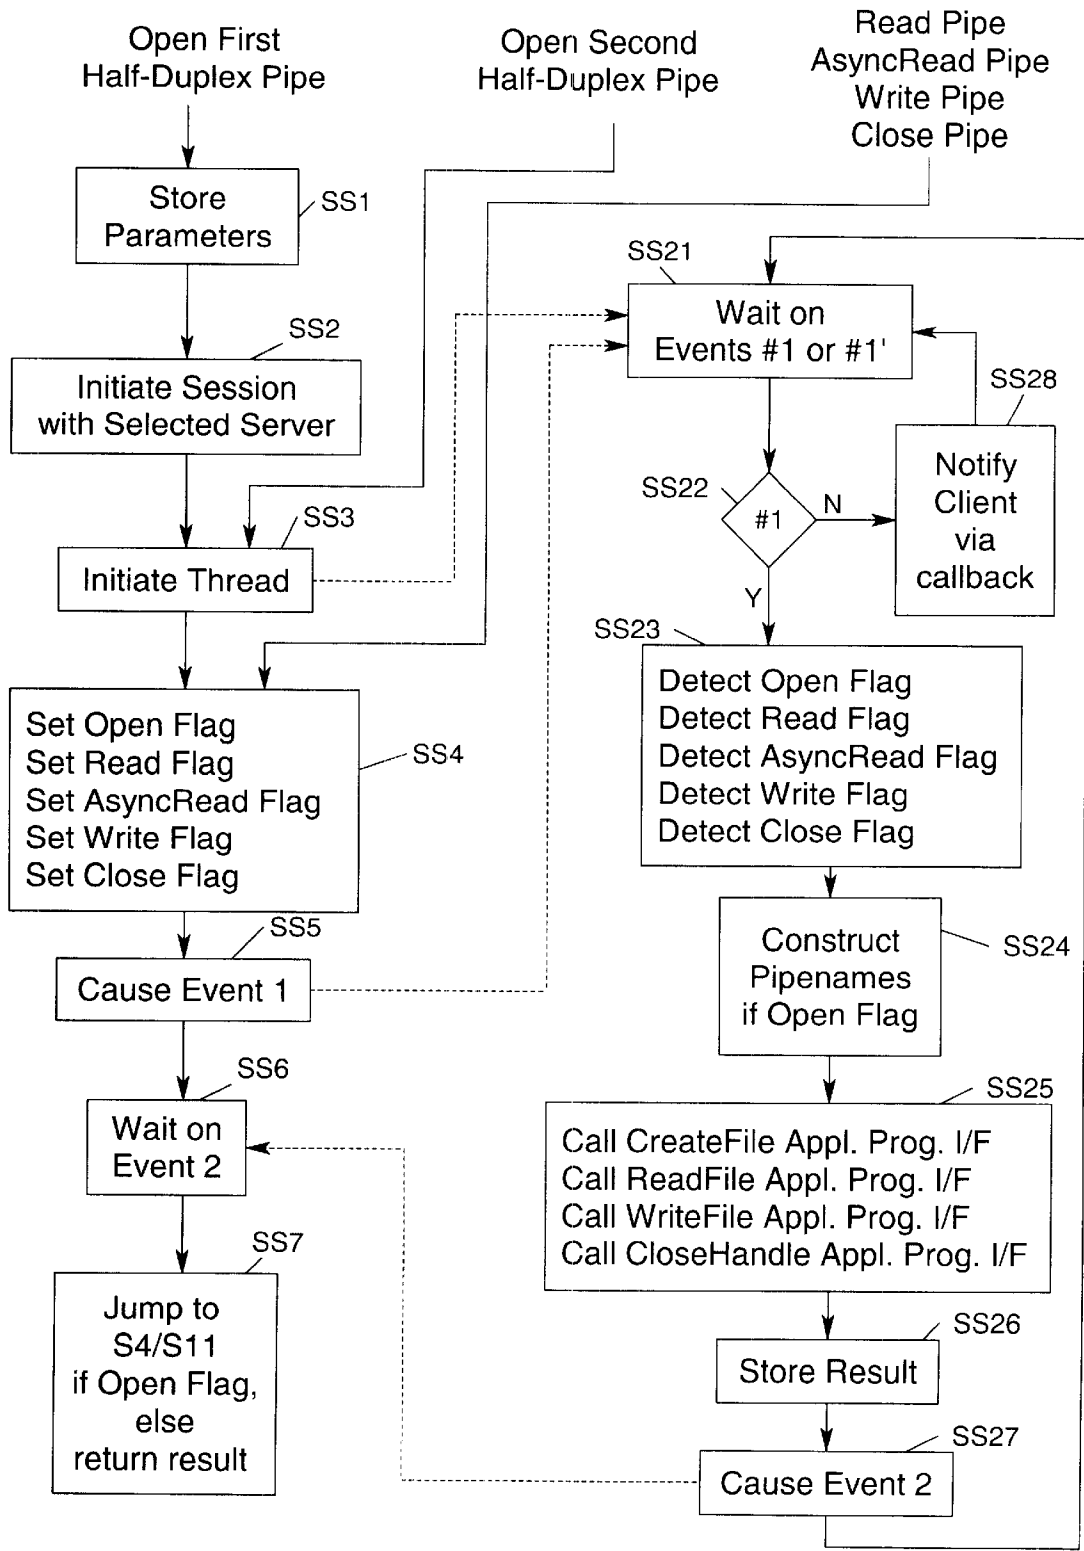 Open First
Half-Duplex Pipe
Open Second
Half-Duplex Pipe
Read Pipe
AsyncRead Pipe
Write Pipe
Close Pipe
Store
Parameters
SS1
SS2
Initiate Session
with Selected Server
SS3
Initiate Thread
Set Open Flag
Set Read Flag
Set AsyncRead Flag
Set Write Flag
Set Close Flag
SS4
SS5
Cause Event 1
SS6
Wait on
Event 2
SS7
Jump to
S4/S11
if Open Flag,
else
return result
SS21
Wait on
Events #1 or #1'
SS28
Notify
Client
via
callback
SS22
#1
N
Y
SS23
Detect Open Flag
Detect Read Flag
Detect AsyncRead Flag
Detect Write Flag
Detect Close Flag
Construct
Pipenames
if Open Flag
SS24
SS25
Call CreateFile Appl. Prog. I/F
Call ReadFile Appl. Prog. I/F
Call WriteFile Appl. Prog. I/F
Call CloseHandle Appl. Prog. I/F
SS26
Store Result
SS27
Cause Event 2